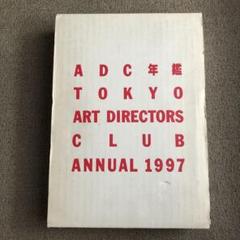 ADC年鑑
TOKYO
ART DIRECTORS
CLUB
ANNUAL 1997